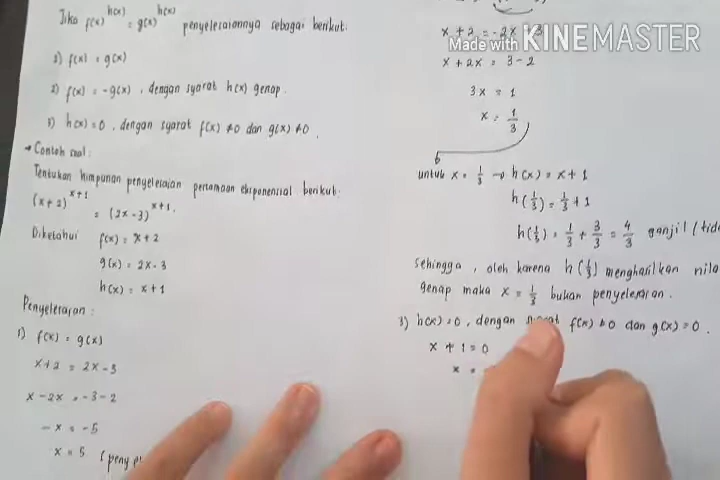 Jika f(x)^h(x) = g(x)^h(x) penyelesaiannya sebagai berikut:
1) f(x) = g(x)
2) f(x) = -g(x), dengan syarat h(x) genap.
3) h(x) = 0, dengan syarat f(x) ≠ 0 dan g(x) ≠ 0.
→ Contoh soal:
Tentukan himpunan penyelesaian persamaan eksponensial berikut:
(x+2)^x+1 = (2x-3)^x+1.
Diketahui f(x) = x+2
g(x) = 2x-3
h(x) = x+1
Penyelesaian:
1) f(x) = g(x)
x+2 = 2x-3
x-2x = -3-2
-x = -5
x = 5
x+2 = -2x 3
x+2x = 3-2
3x = 1
x = 1/3
untuk x = 1/3 → h(x) = x+1
h(1/3) = 1/3 + 1
h(1/3) = 1/3 + 3/3 = 4/3 ganjil
sehingga, oleh karena h(1/3) menghasilkan
genap maka x = 1/3 bukan penyelesaian.
3) h(x) = 0, dengan f(x) ≠ 0 dan g(x) = 0.
x + 1 = 0
x =
Made with KINEMASTER